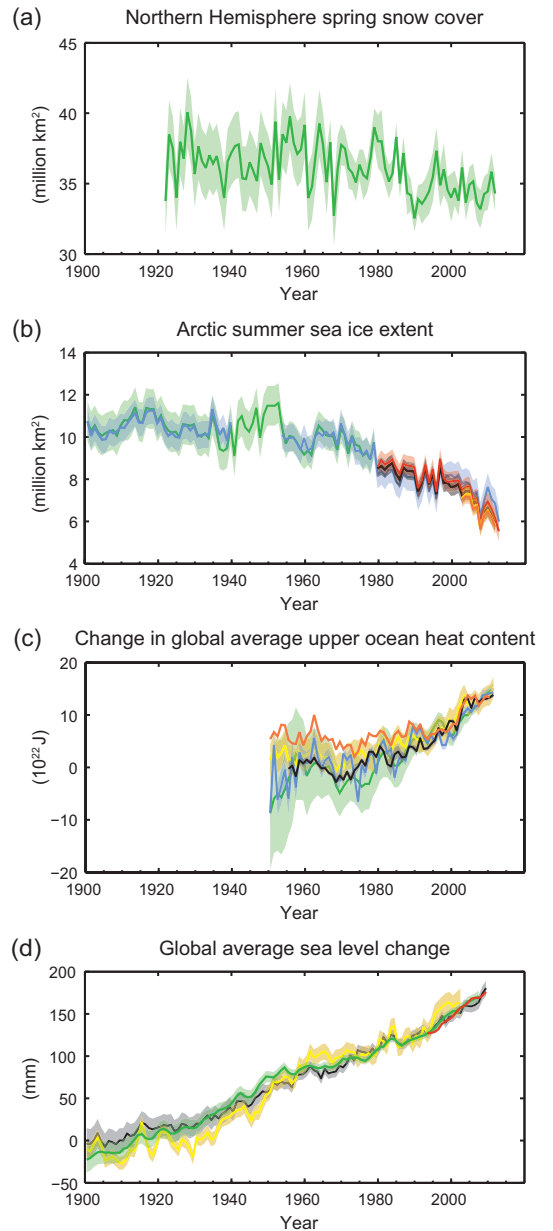 (a) Northern Hemisphere spring snow cover
45
40
35
30
(million km²)
1900 1920 1940 1960 1980 2000
Year
(b) Arctic summer sea ice extent
14
12
10
8
6
4
(million km²)
1900 1920 1940 1960 1980 2000
Year
(c) Change in global average upper ocean heat content
20
10
0
−10
−20
(10²² J)
1900 1920 1940 1960 1980 2000
Year
(d) Global average sea level change
200
150
100
50
0
−50
(mm)
1900 1920 1940 1960 1980 2000
Year